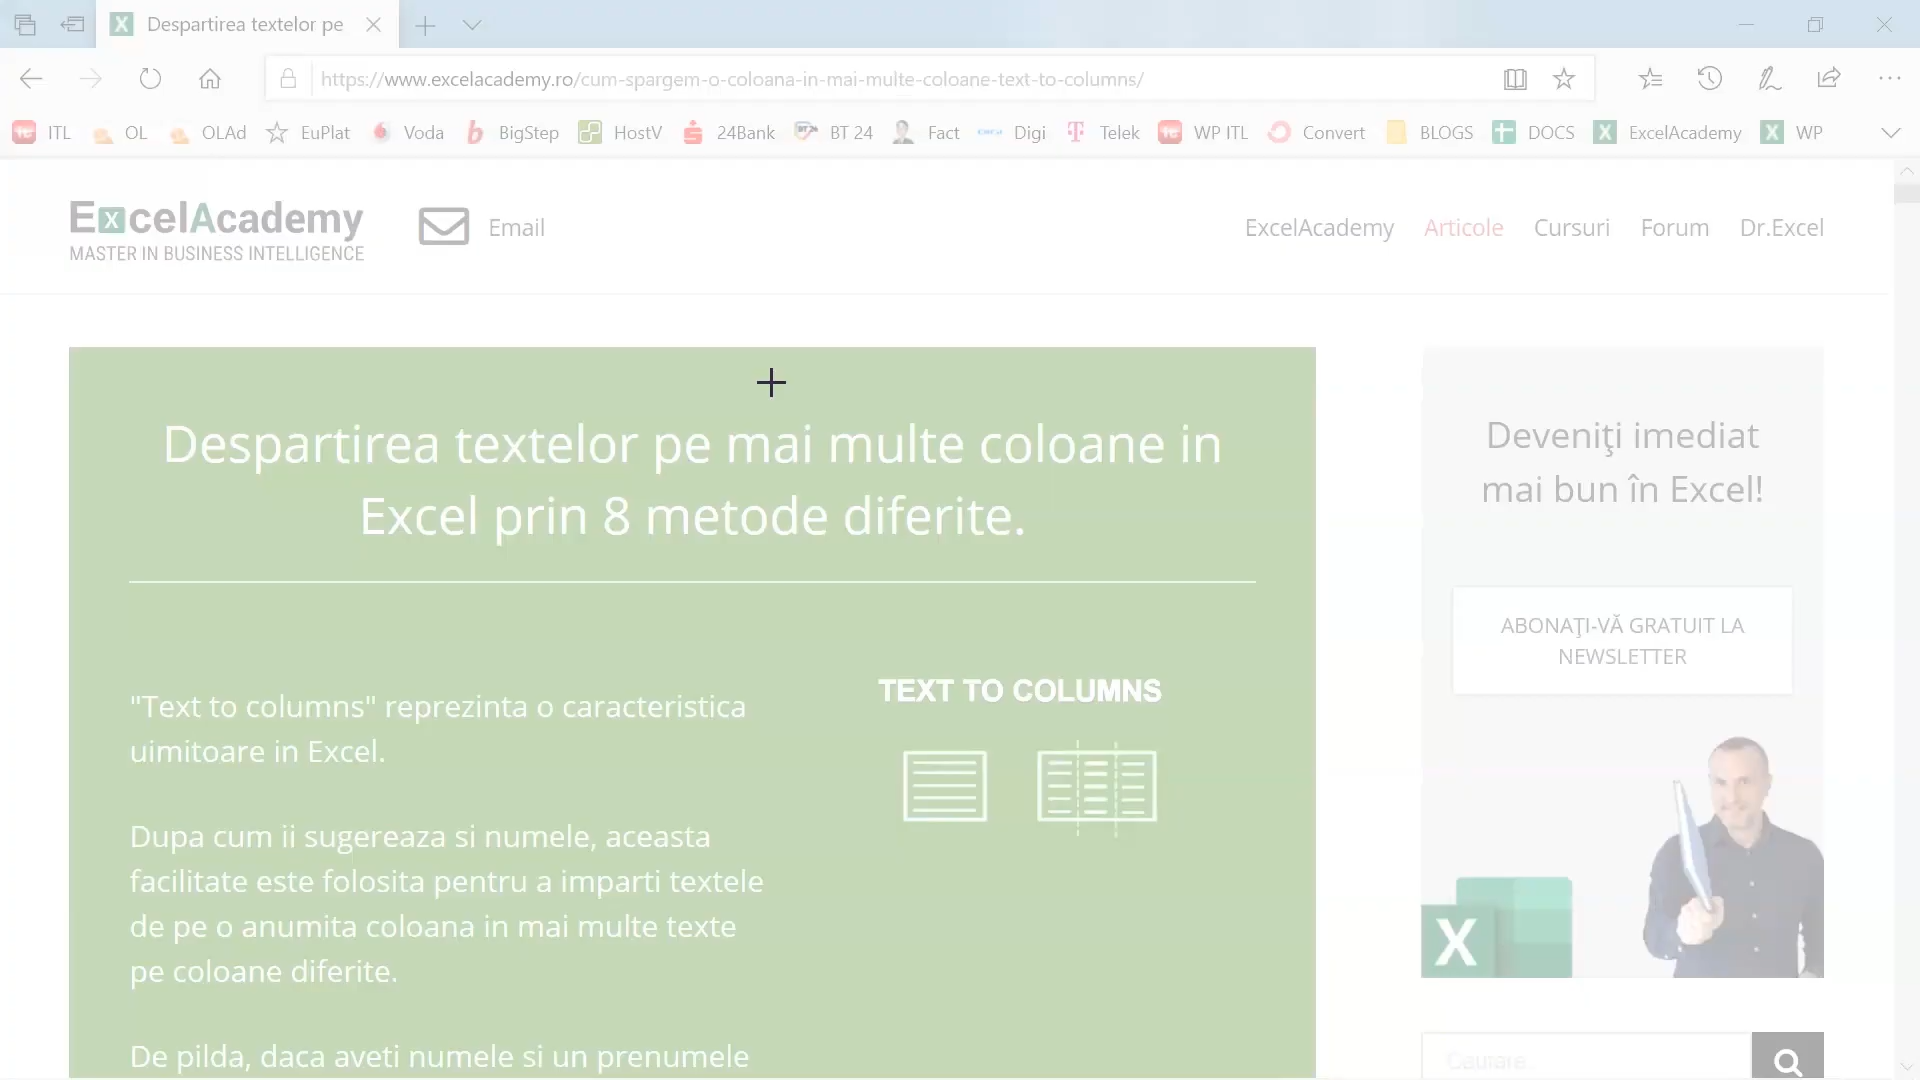 Despartirea textelor pe
https://www.excelacademy.ro/cum-spargem-o-coloana-in-mai-multe-coloane-text-to-columns/
ITL OL OLAd EuPlat Voda BigStep HostV 24Bank BT 24 Fact Digi Telek WP ITL Convert BLOGS DOCS ExcelAcademy WP
ExcelAcademy
MASTER IN BUSINESS INTELLIGENCE
Email
ExcelAcademy Articole Cursuri Forum Dr.Excel
Despartirea textelor pe mai multe coloane in
Excel prin 8 metode diferite.
"Text to columns" reprezinta o caracteristica
uimitoare in Excel.
Dupa cum ii sugereaza si numele, aceasta
facilitate este folosita pentru a imparti textele
de pe o anumita coloana in mai multe texte
pe coloane diferite.
De pilda, daca aveti numele si un prenumele
TEXT TO COLUMNS
Deveniţi imediat
mai bun în Excel!
ABONAŢI-VĂ GRATUIT LA
NEWSLETTER
X
Cautare...